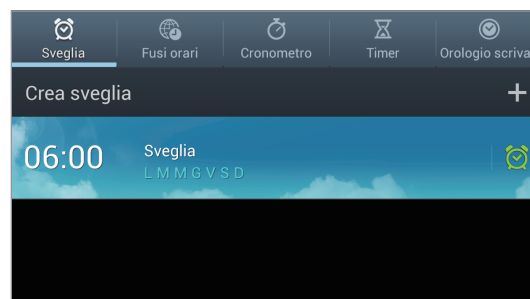 Sveglia Fusi orari Cronometro Timer Orologio scriva
Crea sveglia
06:00 Sveglia
L M M G V S D